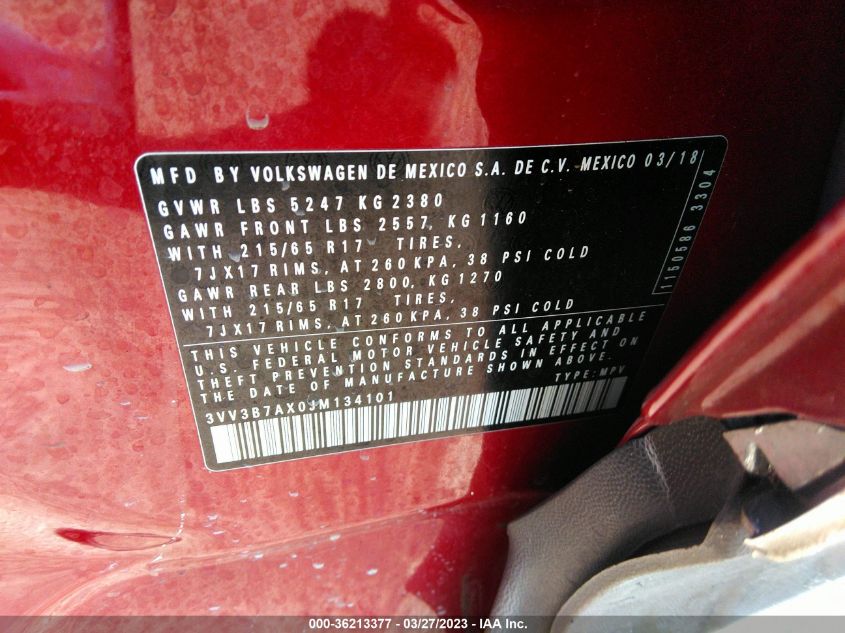 MFD BY VOLKSWAGEN DE MEXICO S.A. DE C.V. MEXICO 03/18
GVWR LBS 5247 KG 2380
GAWR FRONT LBS 2557, KG 1160
WITH 215/65 R17 TIRES,
7JX17 RIMS, AT 260 KPA, 38 PSI COLD
GAWR REAR LBS 2800, KG 1270
WITH 215/65 R17 TIRES,
7JX17 RIMS, AT 260 KPA, 38 PSI COLD
THIS VEHICLE CONFORMS TO ALL APPLICABLE
U.S. FEDERAL MOTOR VEHICLE SAFETY AND
THEFT PREVENTION STANDARDS IN EFFECT ON
THE DATE OF MANUFACTURE SHOWN ABOVE.
3VV3B7AX0JM134101 TYPE: MPV
1150586 3304
000-36213377 - 03/27/2023 - IAA Inc.